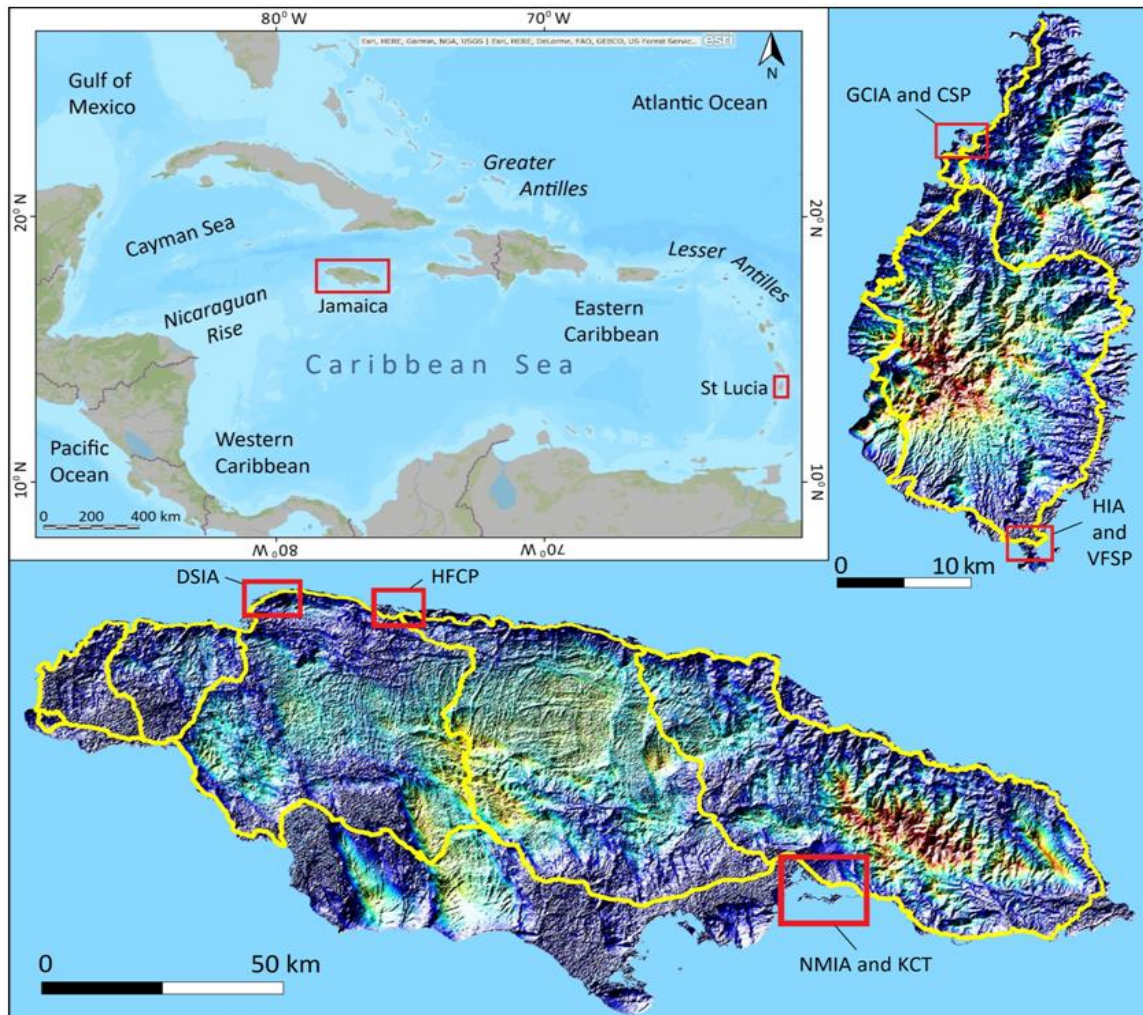 80° W
70° W
Esri, HERE, Garmin, NGA, USGS | Esri, HERE, DeLorme, FAO, GEBCO, US Forest Servic...
esri
N
Gulf of
Mexico
Atlantic Ocean
Greater
Antilles
20° N
20° N
Cayman Sea
Lesser Antilles
Jamaica
Nicaraguan
Rise
Eastern
Caribbean
Caribbean Sea
St Lucia
Pacific
Ocean
Western
Caribbean
10° N
10° N
0 200 400 km
80°W
70°W
GCIA and CSP
HIA
and
VFSP
0 10 km
DSIA
HFCP
0 50 km
NMIA and KCT